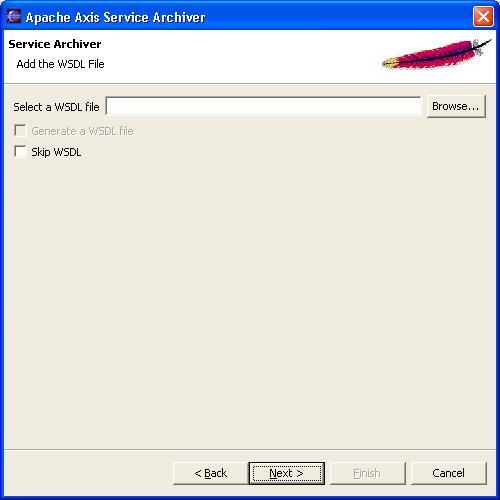 Apache Axis Service Archiver
Service Archiver
Add the WSDL File
Select a WSDL file Browse...
Generate a WSDL file
Skip WSDL
< Back Next > Finish Cancel